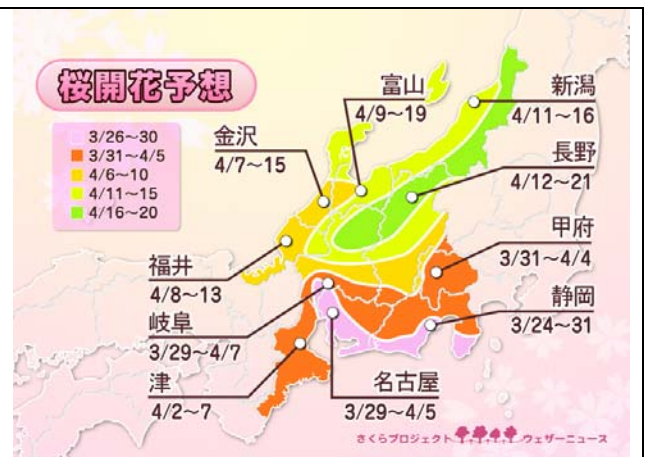 桜開花予想
3/26～30
3/31～4/5
4/6～10
4/11～15
4/16～20
富山
4/9～19
新潟
4/11～16
金沢
4/7～15
長野
4/12～21
甲府
3/31～4/4
福井
4/8～13
静岡
3/24～31
岐阜
3/29～4/7
津
4/2～7
名古屋
3/29～4/5
さくらプロジェクト ウェザーニュース